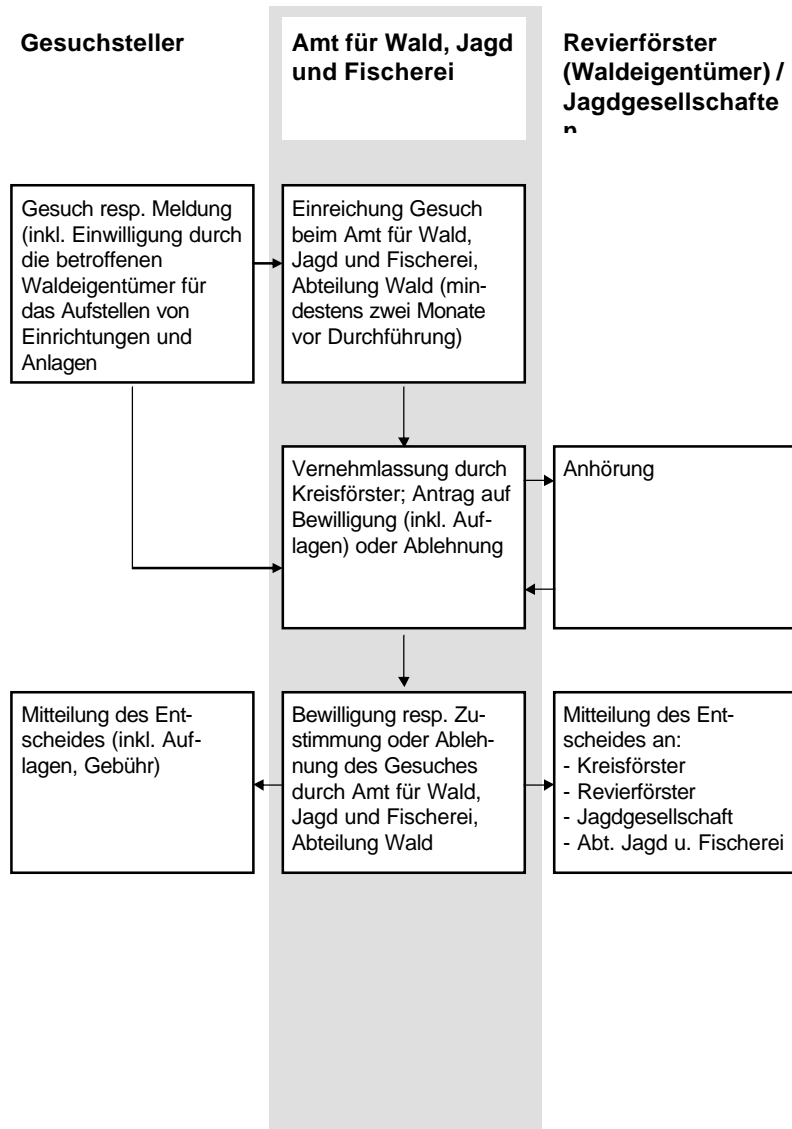 Gesuchsteller
Amt für Wald, Jagd
und Fischerei
Revierförster
(Waldeigentümer) /
Jagdgesellschafte
n
Gesuch resp. Meldung
(inkl. Einwilligung durch
die betroffenen
Waldeigentümer für
das Aufstellen von
Einrichtungen und
Anlagen
Einreichung Gesuch
beim Amt für Wald,
Jagd und Fischerei,
Abteilung Wald (min-
destens zwei Monate
vor Durchführung)
Vernehmlassung durch
Kreisförster; Antrag auf
Bewilligung (inkl. Auf-
lagen) oder Ablehnung
Anhörung
Mitteilung des Ent-
scheides (inkl. Auf-
lagen, Gebühr)
Bewilligung resp. Zu-
stimmung oder Ableh-
nung des Gesuches
durch Amt für Wald,
Jagd und Fischerei,
Abteilung Wald
Mitteilung des Ent-
scheides an:
- Kreisförster
- Revierförster
- Jagdgesellschaft
- Abt. Jagd u. Fischerei